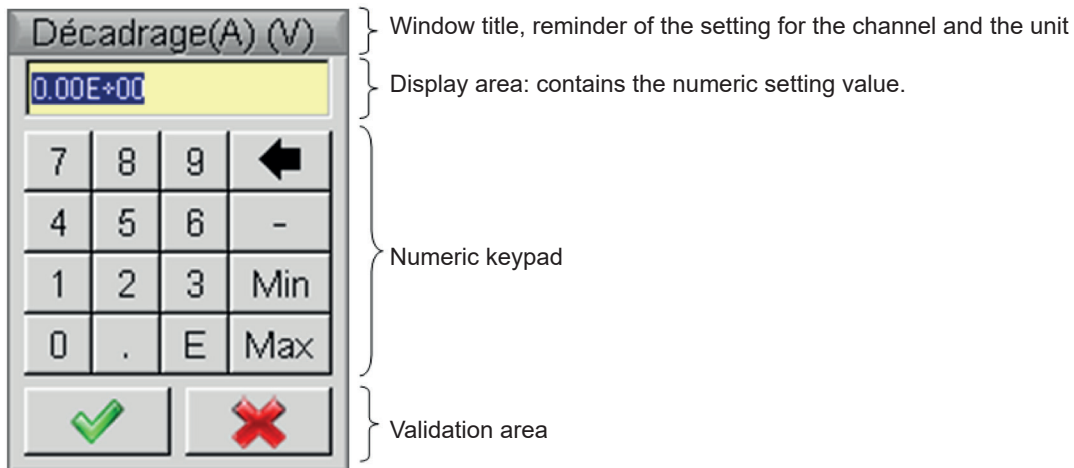 Décadrage(A) (V)
Window title, reminder of the setting for the channel and the unit
0.00E+00
Display area: contains the numeric setting value.
7 8 9
4 5 6 -
1 2 3 Min
0 . E Max
Numeric keypad
Validation area